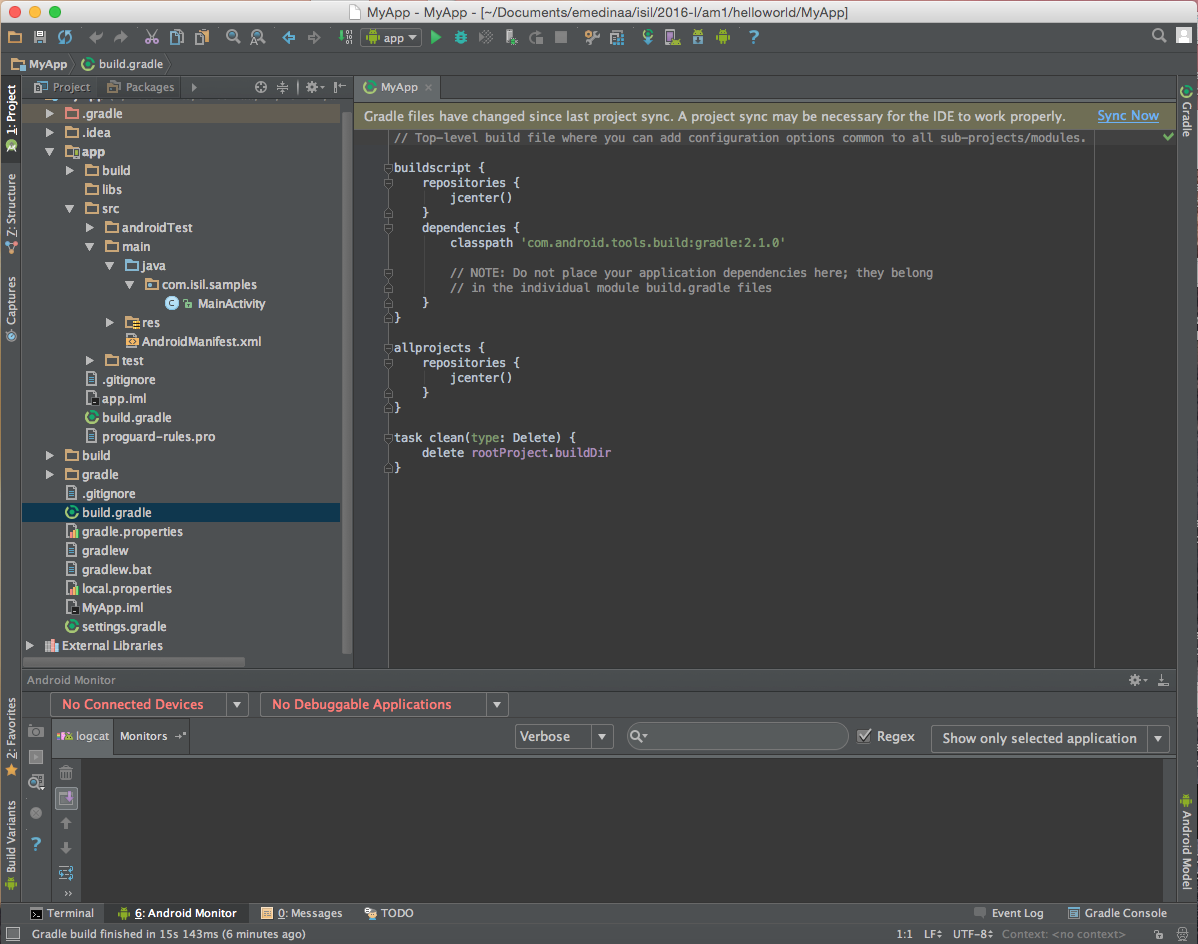 MyApp - MyApp - [~/Documents/emedinaa/isil/2016-I/am1/helloworld/MyApp]
app
MyApp
build.gradle
Project
Packages
MyApp
1: Project
Z: Structure
Captures
2: Favorites
Build Variants
.gradle
.idea
app
build
libs
src
androidTest
main
java
com.isil.samples
MainActivity
res
AndroidManifest.xml
test
.gitignore
app.iml
build.gradle
proguard-rules.pro
build
gradle
.gitignore
build.gradle
gradle.properties
gradlew
gradlew.bat
local.properties
MyApp.iml
settings.gradle
External Libraries
Gradle files have changed since last project sync. A project sync may be necessary for the IDE to work properly.
Sync Now
// Top-level build file where you can add configuration options common to all sub-projects/modules.
buildscript {
repositories {
jcenter()
}
dependencies {
classpath 'com.android.tools.build:gradle:2.1.0'
// NOTE: Do not place your application dependencies here; they belong
// in the individual module build.gradle files
}
}
allprojects {
repositories {
jcenter()
}
}
task clean(type: Delete) {
delete rootProject.buildDir
}
Gradle
Android Model
Android Monitor
No Connected Devices
No Debuggable Applications
logcat
Monitors
Verbose
Regex
Show only selected application
Terminal
6: Android Monitor
0: Messages
TODO
Event Log
Gradle Console
Gradle build finished in 15s 143ms (6 minutes ago)
1:1
LF
UTF-8
Context: <no context>